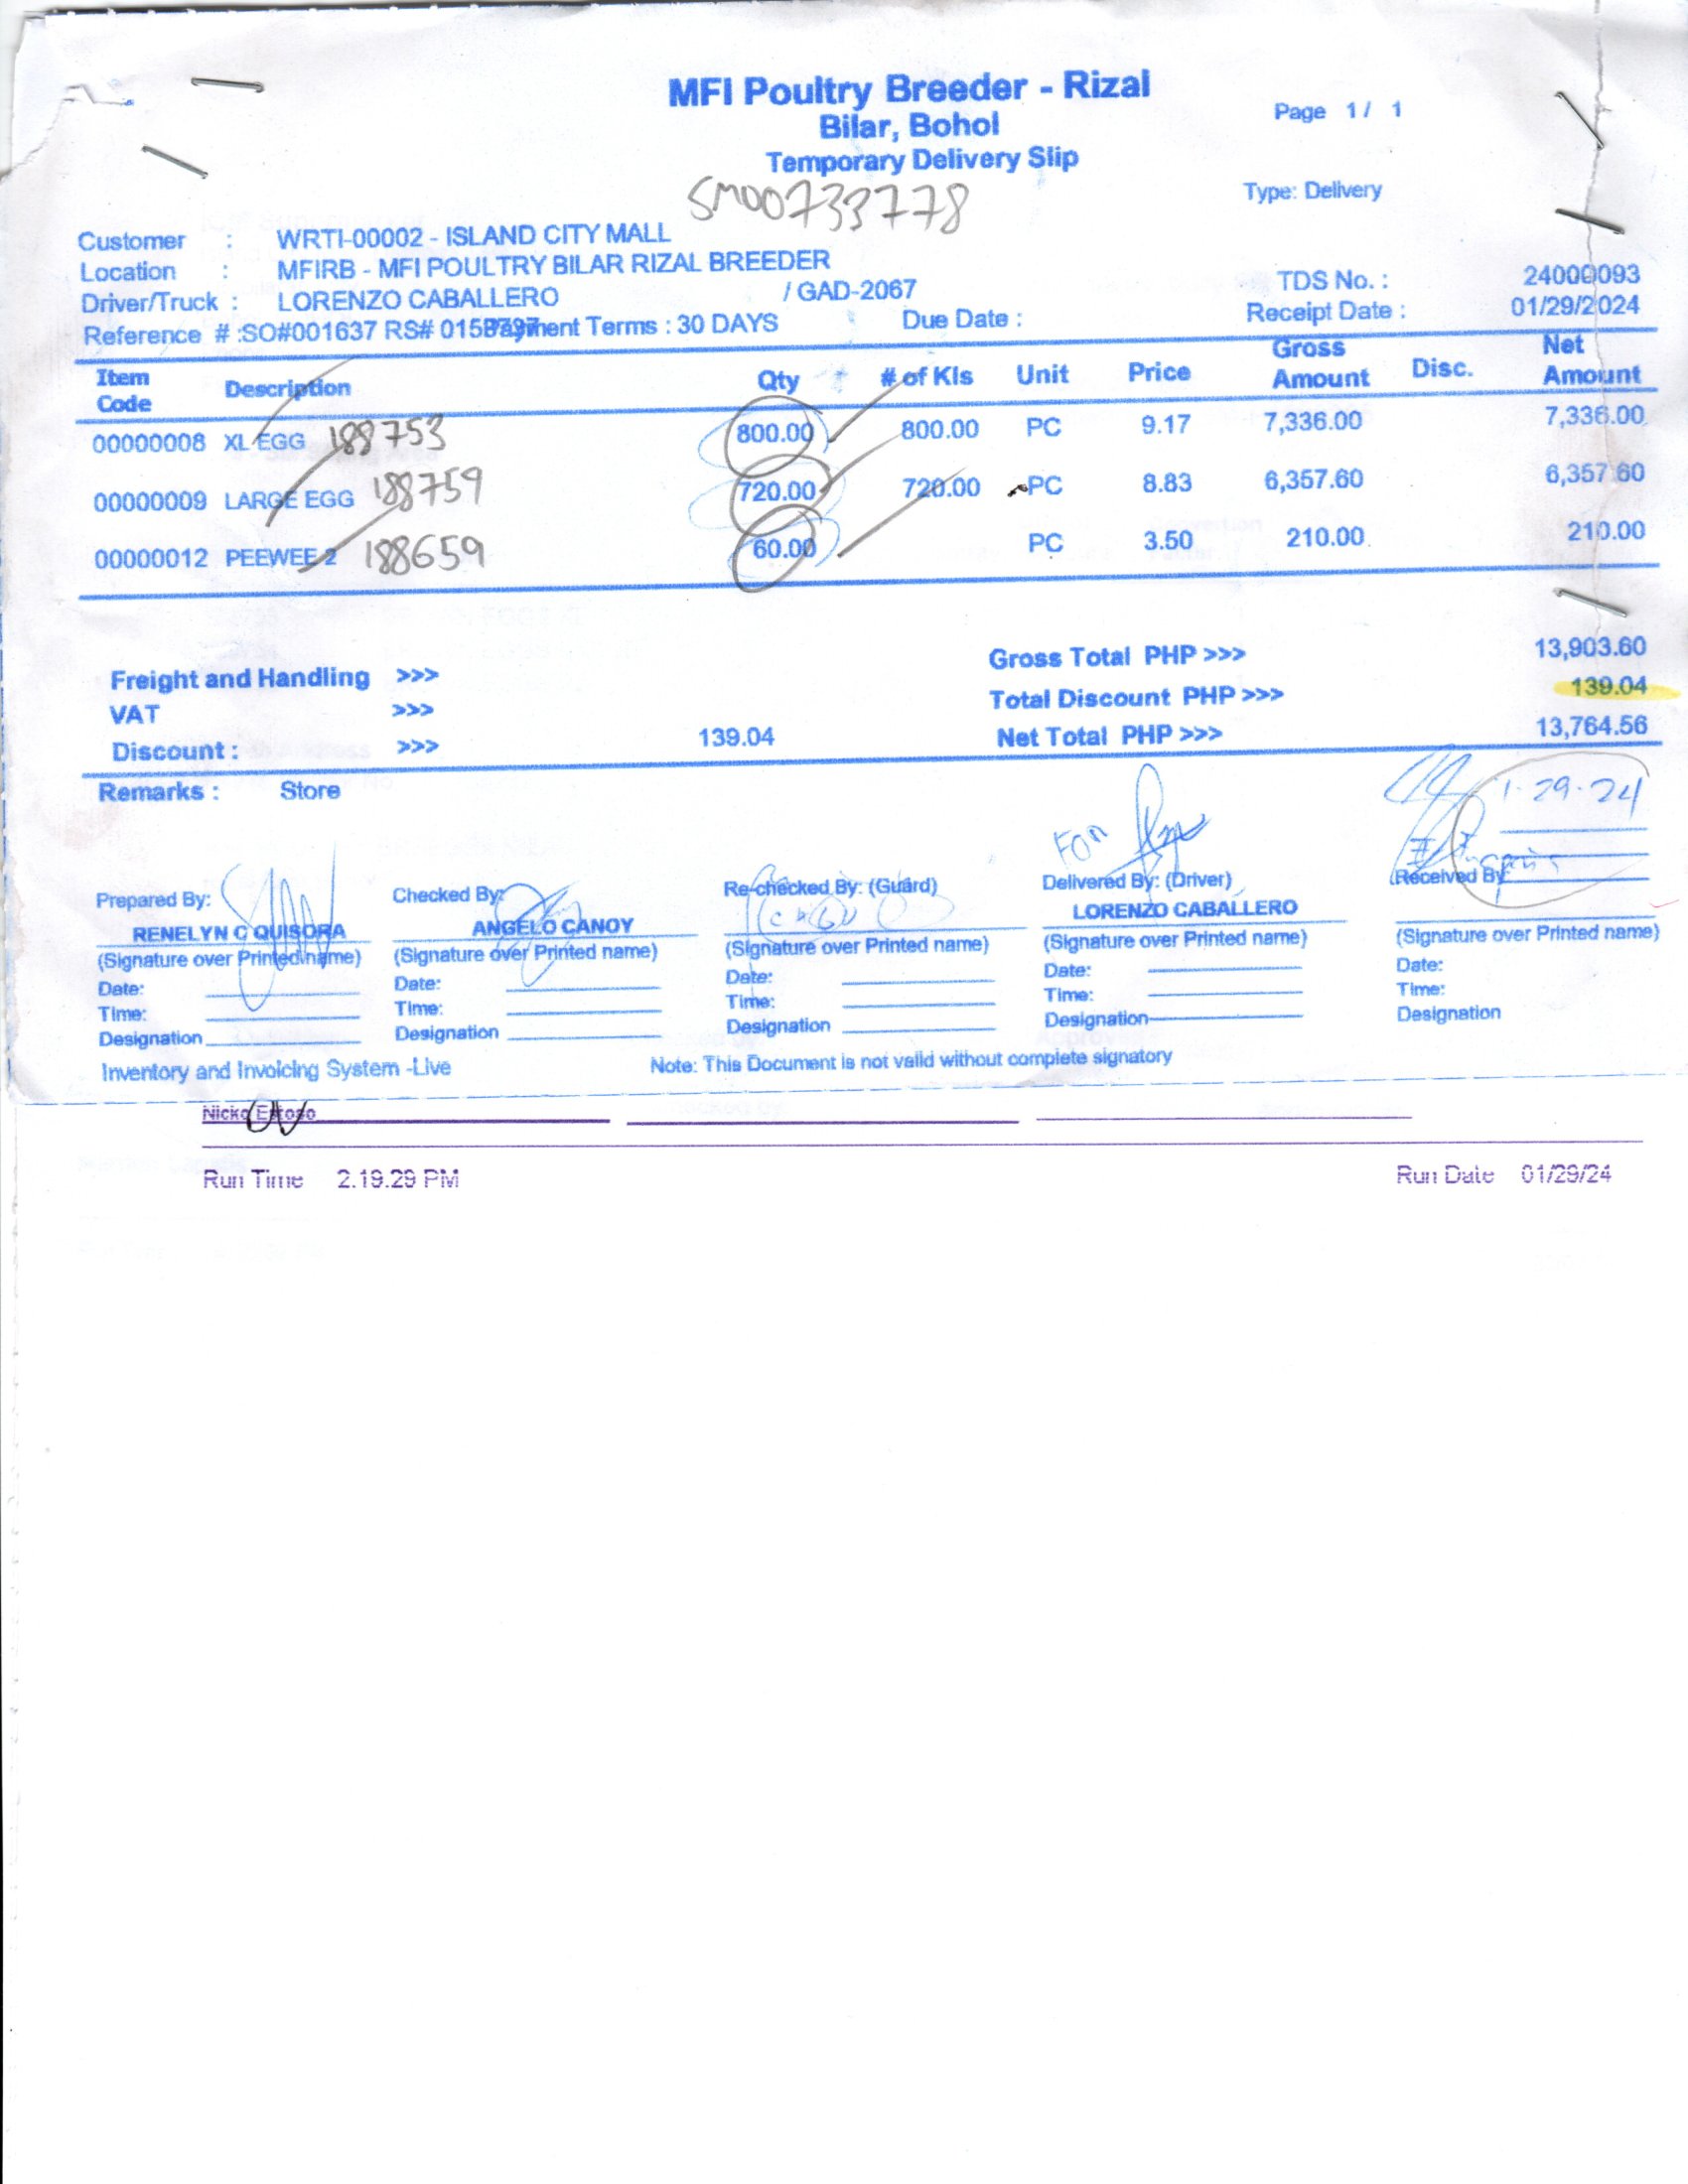 MFI Poultry Breeder - Rizal
Bilar, Bohol
Temporary Delivery Slip
Page 1 / 1
SM00733778
Type: Delivery
Customer : WRTI-00002 - ISLAND CITY MALL
Location : MFIRB - MFI POULTRY BILAR RIZAL BREEDER
Driver/Truck : LORENZO CABALLERO / GAD-2067
TDS No. : 24000093
Reference # :SO#001637 RS# Payment Terms : 30 DAYS Due Date :
Receipt Date : 01/29/2024
Item Code Description Qty # of Kls Unit Price Gross Amount Disc. Net Amount
00000008 XL EGG 188753 800.00 800.00 PC 9.17 7,336.00 7,336.00
00000009 LARGE EGG 188759 720.00 720.00 PC 8.83 6,357.60 6,357.60
00000012 PEEWEE 2 188659 60.00 PC 3.50 210.00 210.00
Freight and Handling >>> Gross Total PHP >>> 13,903.60
VAT >>> Total Discount PHP >>> 139.04
Discount : >>> 139.04 Net Total PHP >>> 13,764.56
Remarks : Store
1-29-24
For
Prepared By: Checked By: Re-checked By: (Guard) Delivered By: (Driver) Received By
RENELYN C QUISORA ANGELO CANOY LORENZO CABALLERO
(Signature over Printed name) (Signature over Printed name) (Signature over Printed name) (Signature over Printed name) (Signature over Printed name)
Date: Date: Date: Date: Date:
Time: Time: Time: Time: Time:
Designation Designation Designation Designation Designation
Inventory and Invoicing System -Live Note: This Document is not valid without complete signatory
Nicko
Run Time 2.19.29 PM Run Date 01/29/24